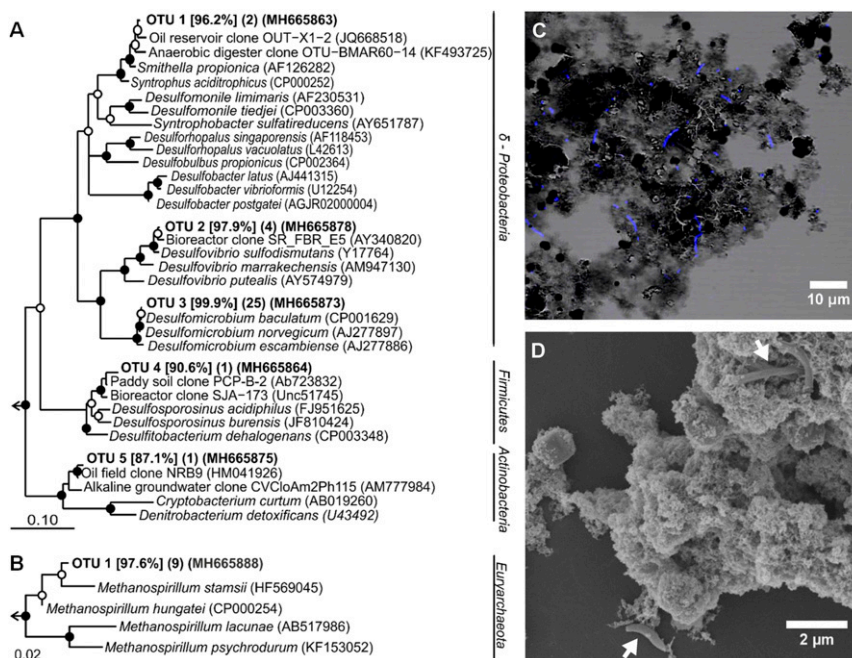 A
OTU 1 [96.2%] (2) (MH665863)
Oil reservoir clone OUT-X1-2 (JQ668518)
Anaerobic digester clone OTU-BMAR60-14 (KF493725)
Smithella propionica (AF126282)
Syntrophus aciditrophicus (CP000252)
Desulfomonile limimaris (AF230531)
Desulfomonile tiedjei (CP003360)
Syntrophobacter sulfatireducens (AY651787)
Desulforhopalus singaporensis (AF118453)
Desulforhopalus vacuolatus (L42613)
Desulfobulbus propionicus (CP002364)
Desulfobacter latus (AJ441315)
Desulfobacter vibrioformis (U12254)
Desulfobacter postgatei (AGJR02000004)
OTU 2 [97.9%] (4) (MH665878)
Bioreactor clone SR_FBR_E5 (AY340820)
Desulfovibrio sulfodismutans (Y17764)
Desulfovibrio marrakechensis (AM947130)
Desulfovibrio putealis (AY574979)
OTU 3 [99.9%] (25) (MH665873)
Desulfomicrobium baculatum (CP001629)
Desulfomicrobium norvegicum (AJ277897)
Desulfomicrobium escambiense (AJ277886)
OTU 4 [90.6%] (1) (MH665864)
Paddy soil clone PCP-B-2 (Ab723832)
Bioreactor clone SJA-173 (Unc51745)
Desulfosporosinus acidiphilus (FJ951625)
Desulfosporosinus burensis (JF810424)
Desulfitobacterium dehalogenans (CP003348)
OTU 5 [87.1%] (1) (MH665875)
Oil field clone NRB9 (HM041926)
Alkaline groundwater clone CVCloAm2Ph115 (AM777984)
Cryptobacterium curtum (AB019260)
Denitrobacterium detoxificans (U43492)
0.10
δ - Proteobacteria
Firmicutes
Actinobacteria
B
OTU 1 [97.6%] (9) (MH665888)
Methanospirillum stamsii (HF569045)
Methanospirillum hungatei (CP000254)
Methanospirillum lacunae (AB517986)
Methanospirillum psychrodurum (KF153052)
0.02
Euryarchaeota
C
10 µm
D
2 µm